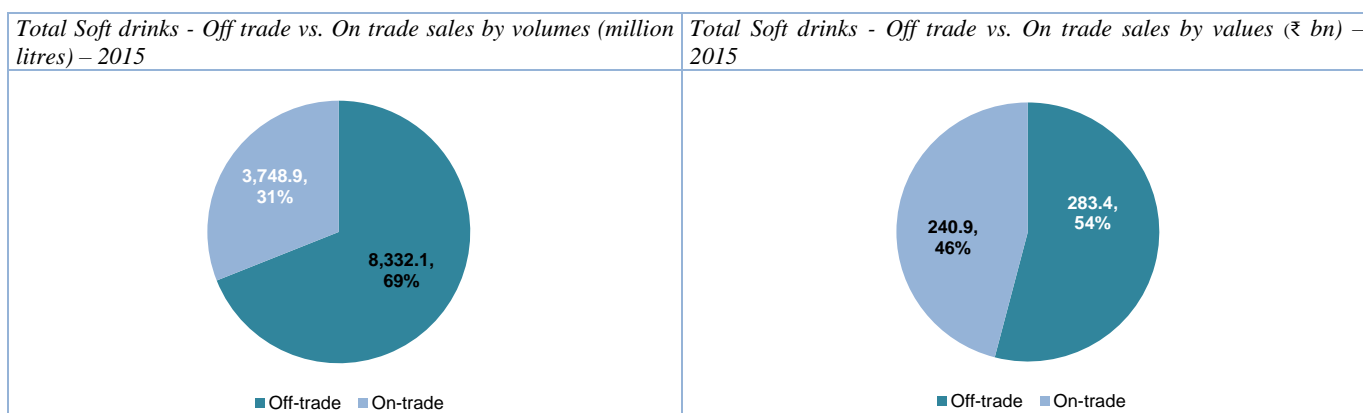 Total Soft drinks - Off trade vs. On trade sales by volumes (million
litres) – 2015
Total Soft drinks - Off trade vs. On trade sales by values (₹ bn) –
2015
3,748.9,
31%
8,332.1,
69%
Off-trade On-trade
240.9,
46%
283.4,
54%
Off-trade On-trade